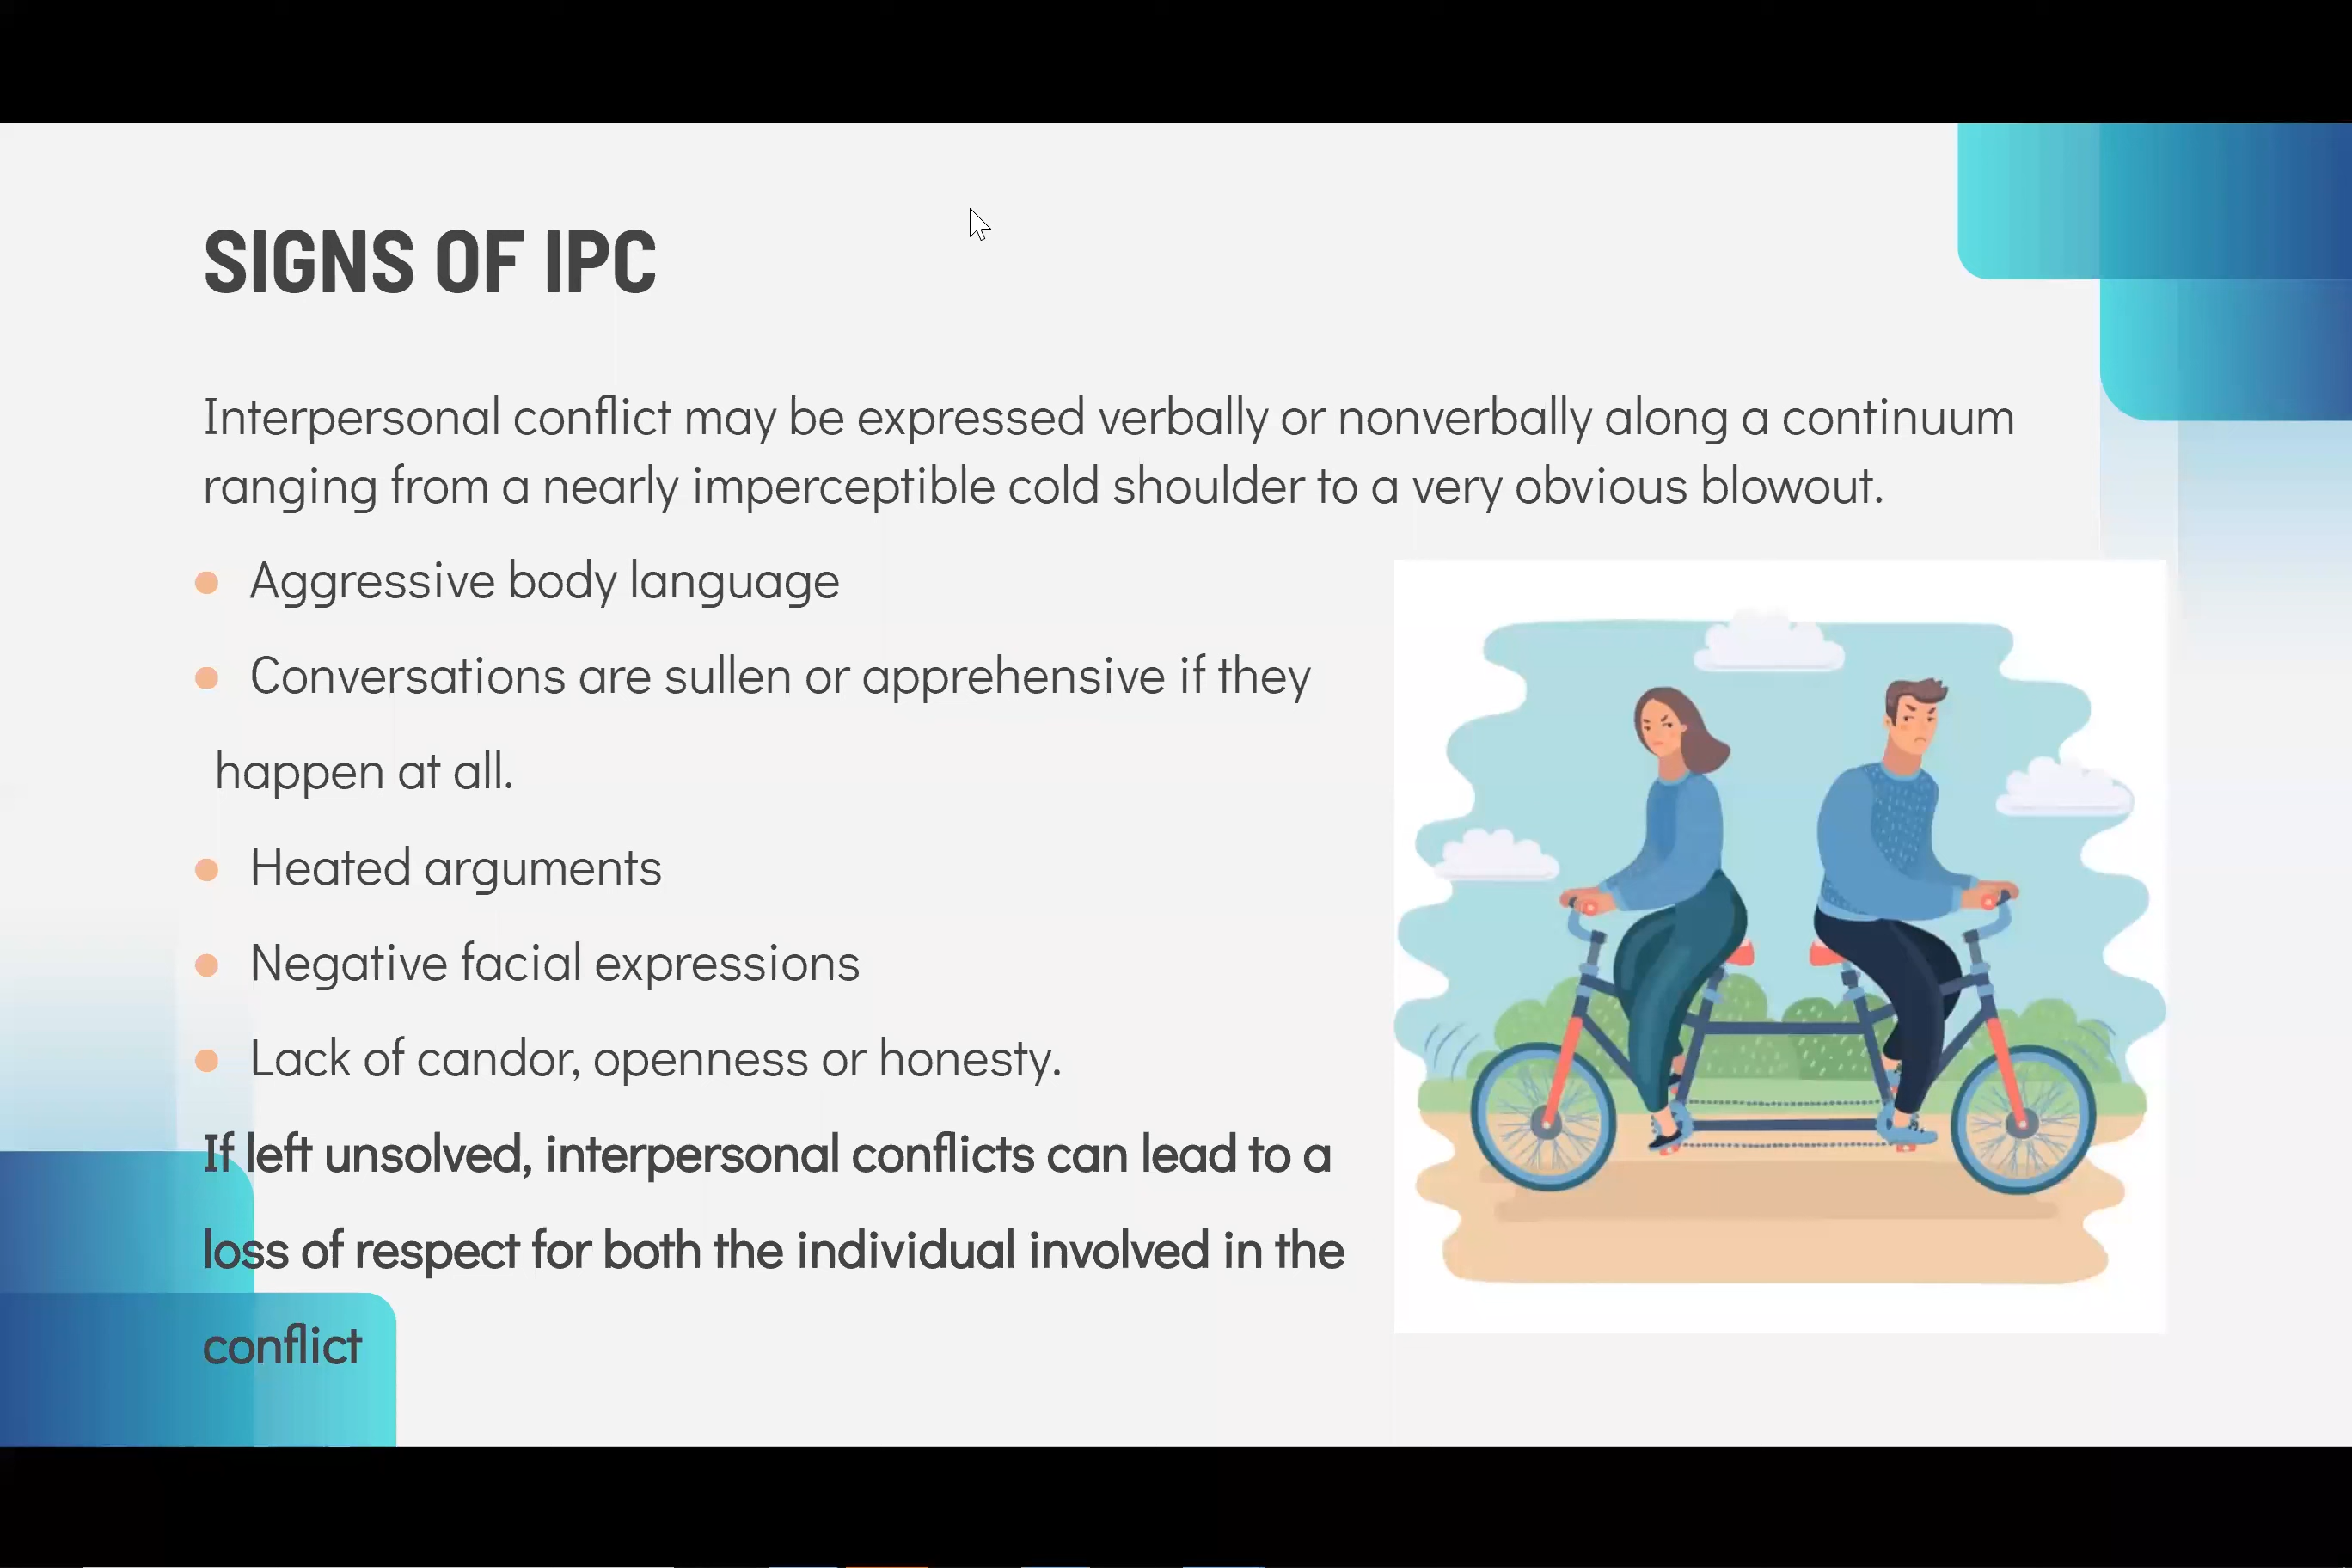 SIGNS OF IPC
Interpersonal conflict may be expressed verbally or nonverbally along a continuum
ranging from a nearly imperceptible cold shoulder to a very obvious blowout.
Aggressive body language
Conversations are sullen or apprehensive if they
happen at all.
Heated arguments
Negative facial expressions
Lack of candor, openness or honesty.
If left unsolved, interpersonal conflicts can lead to a
loss of respect for both the individual involved in the
conflict